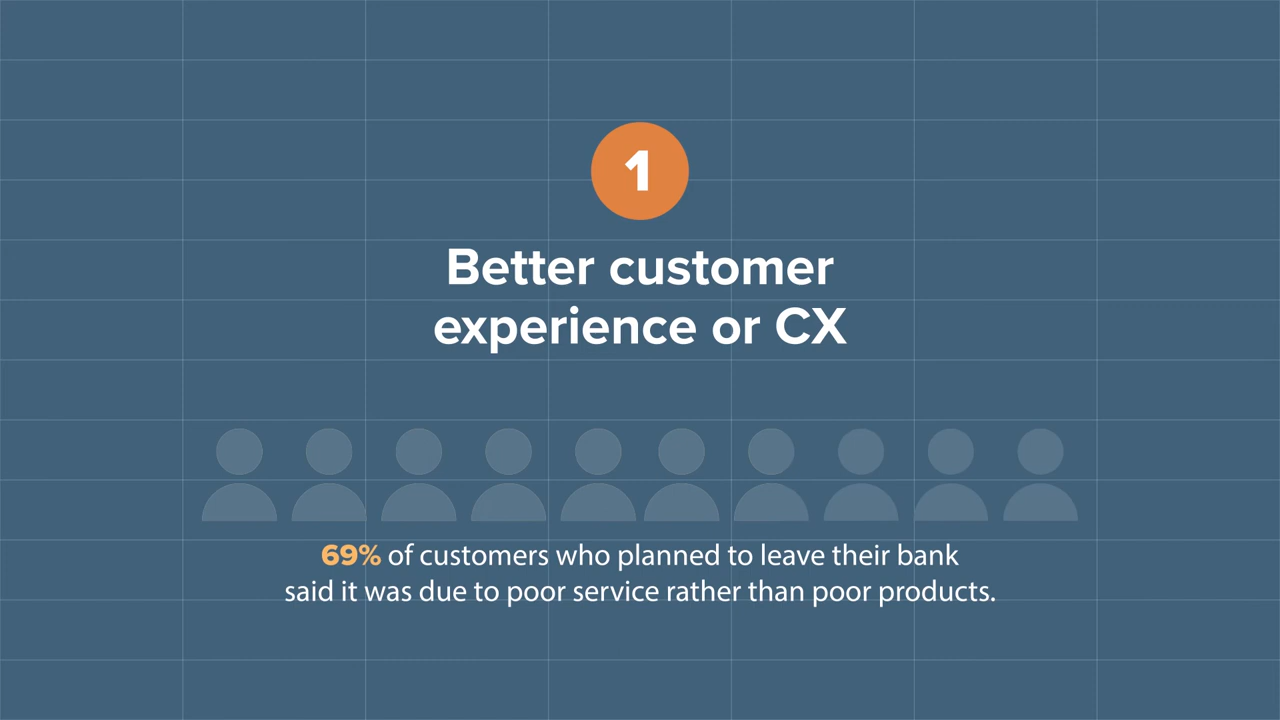 1
Better customer
experience or CX
69% of customers who planned to leave their bank
said it was due to poor service rather than poor products.